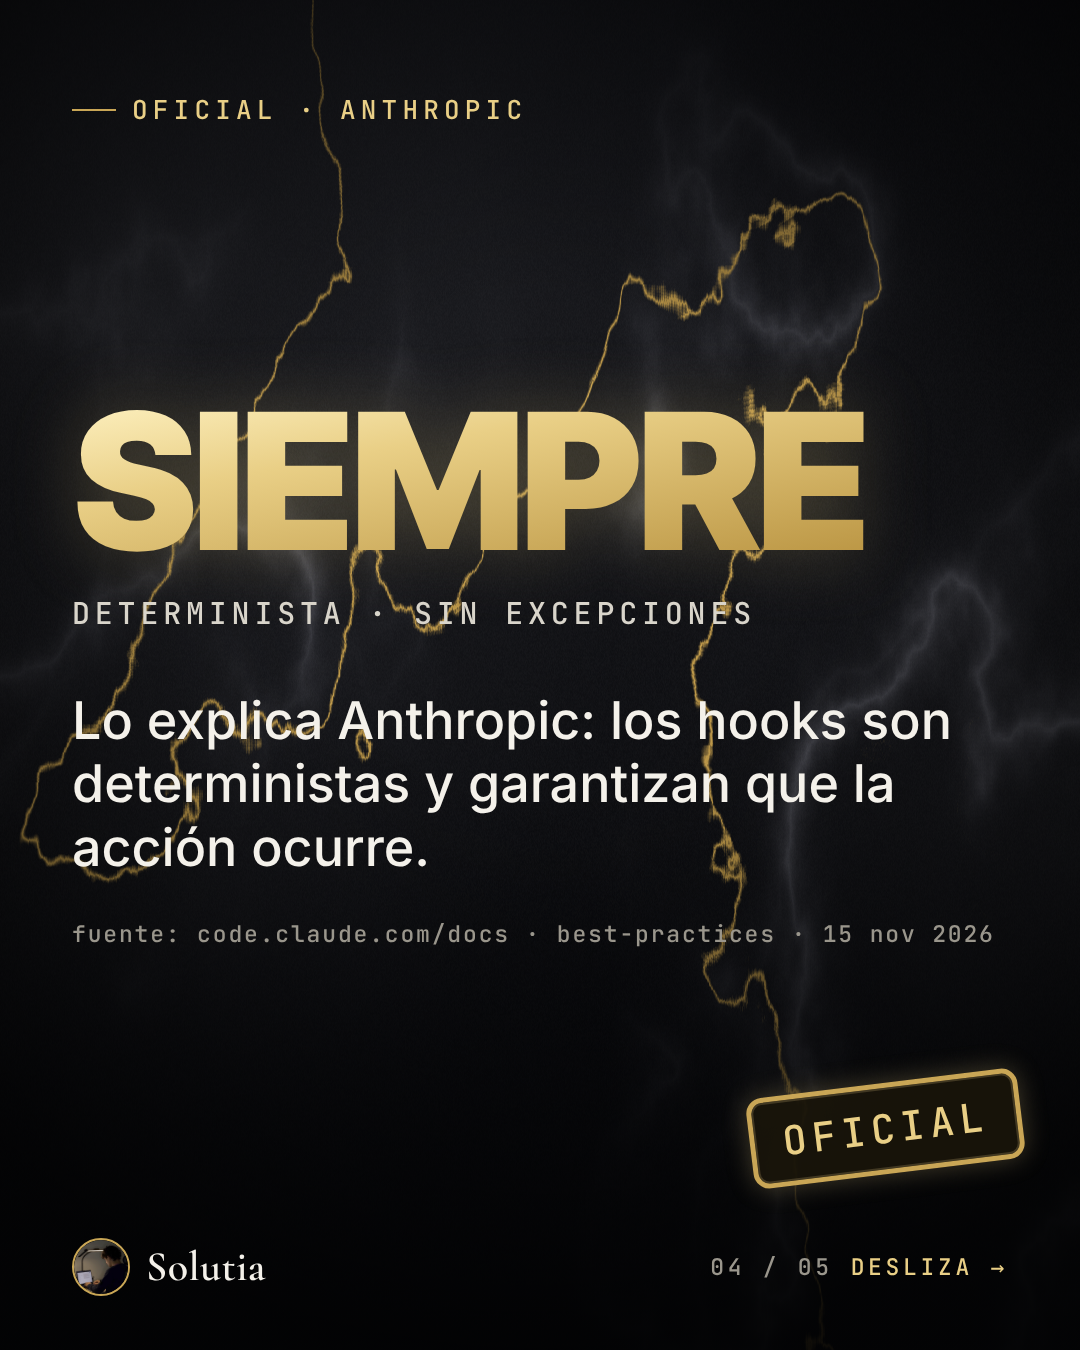 OFICIAL · ANTHROPIC
SIEMPRE
DETERMINISTA · SIN EXCEPCIONES
Lo explica Anthropic: los hooks son
deterministas y garantizan que la
acción ocurre.
fuente: code.claude.com/docs · best-practices · 15 nov 2026
OFICIAL
Solutia
04 / 05 DESLIZA →